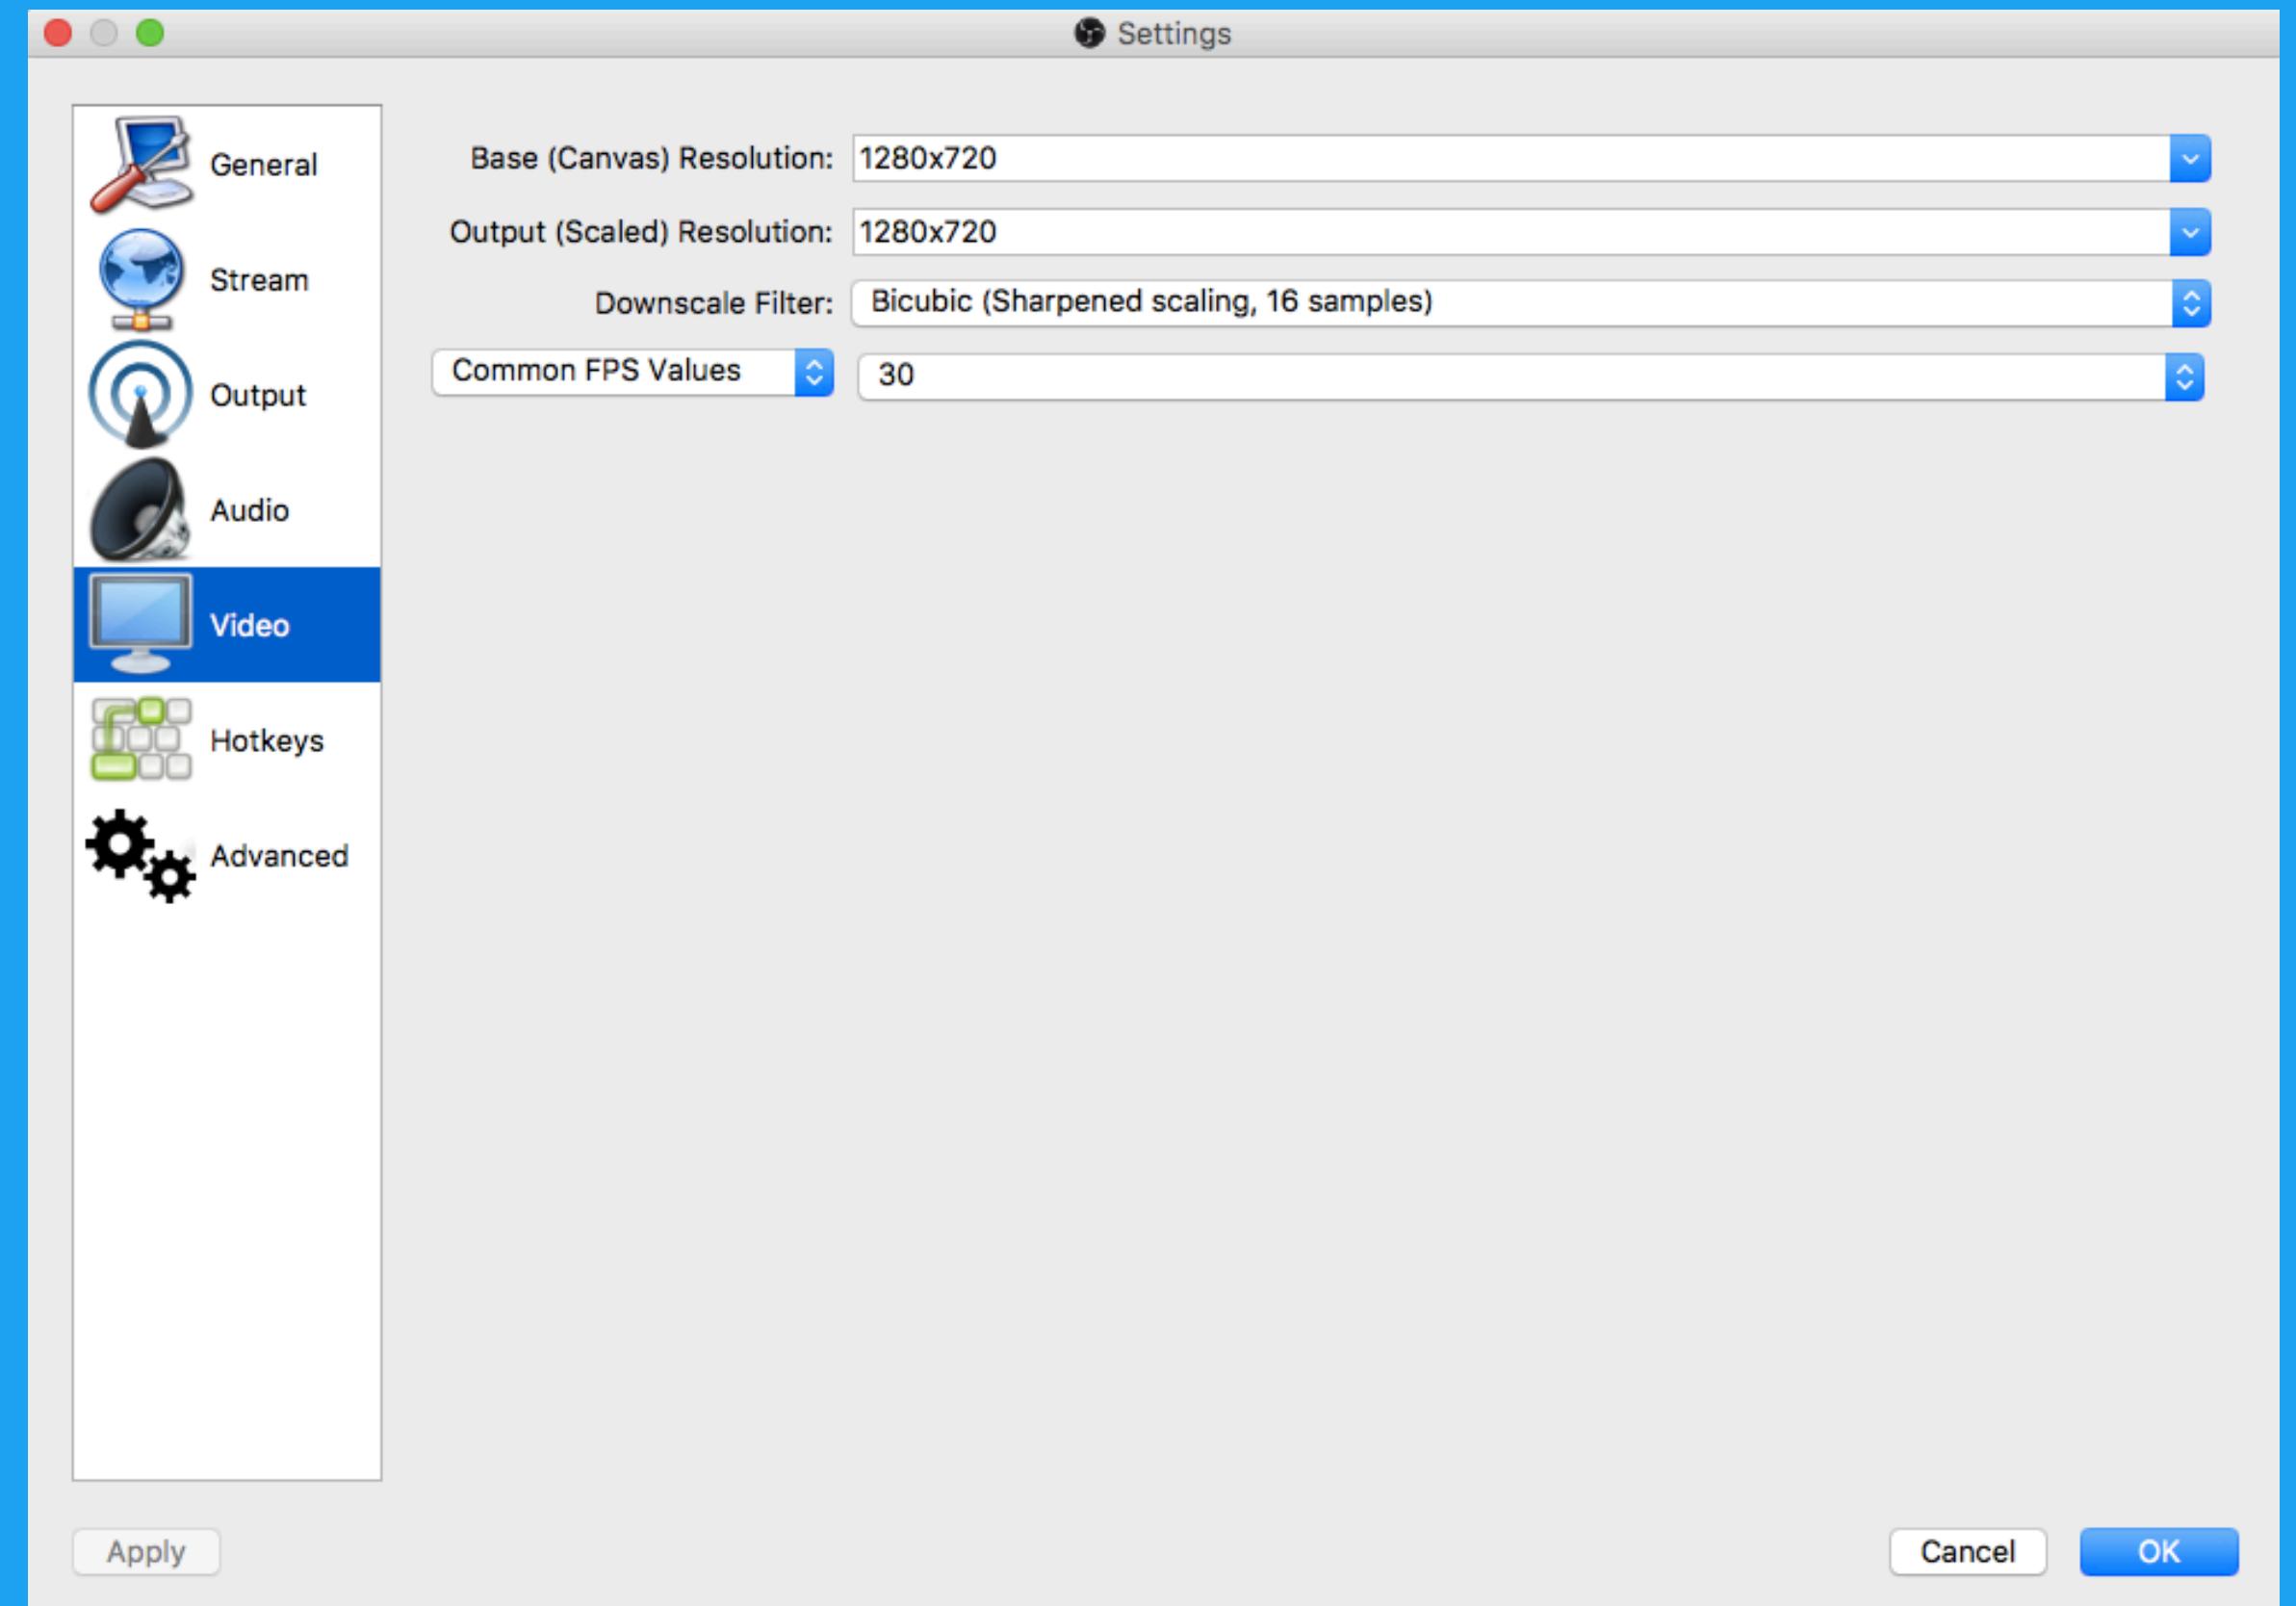 Settings
General
Stream
Output
Audio
Video
Hotkeys
Advanced
Base (Canvas) Resolution: 1280x720
Output (Scaled) Resolution: 1280x720
Downscale Filter: Bicubic (Sharpened scaling, 16 samples)
Common FPS Values 30
Apply
Cancel
OK